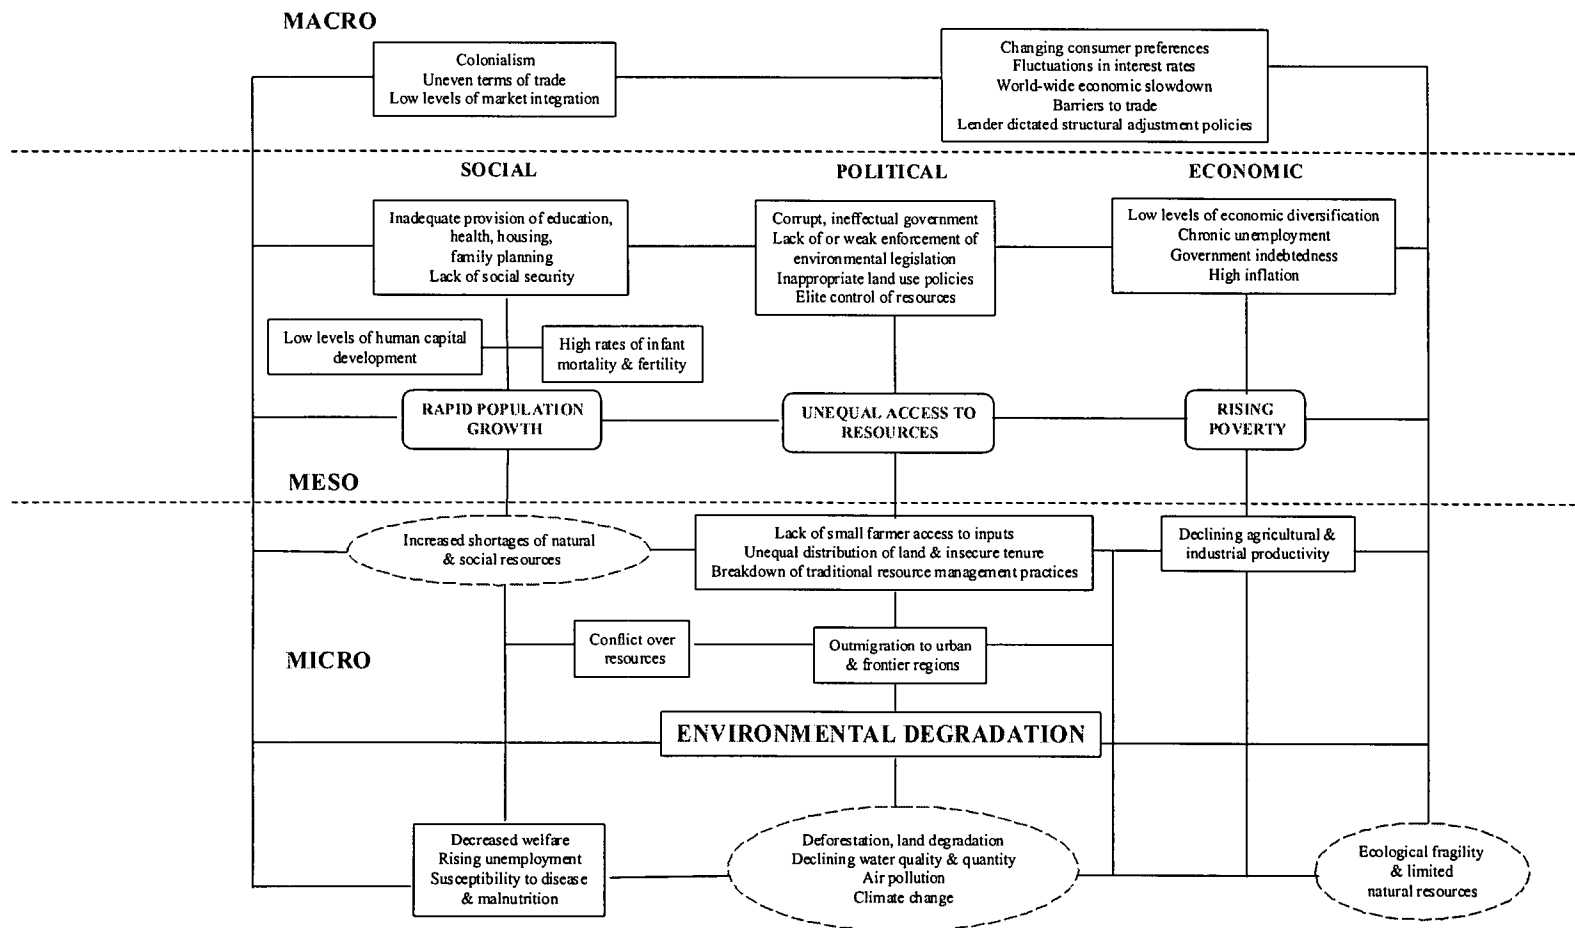 MACRO
Colonialism
Uneven terms of trade
Low levels of market integration
Changing consumer preferences
Fluctuations in interest rates
World-wide economic slowdown
Barriers to trade
Lender dictated structural adjustment policies
SOCIAL
POLITICAL
ECONOMIC
Inadequate provision of education,
health, housing,
family planning
Lack of social security
Corrupt, ineffectual government
Lack of or weak enforcement of
environmental legislation
Inappropriate land use policies
Elite control of resources
Low levels of economic diversification
Chronic unemployment
Government indebtedness
High inflation
Low levels of human capital
development
High rates of infant
mortality & fertility
RAPID POPULATION
GROWTH
UNEQUAL ACCESS TO
RESOURCES
RISING
POVERTY
MESO
Increased shortages of natural
& social resources
Lack of small farmer access to inputs
Unequal distribution of land & insecure tenure
Breakdown of traditional resource management practices
Declining agricultural &
industrial productivity
MICRO
Conflict over
resources
Outmigration to urban
& frontier regions
ENVIRONMENTAL DEGRADATION
Decreased welfare
Rising unemployment
Susceptibility to disease
& malnutrition
Deforestation, land degradation
Declining water quality & quantity
Air pollution
Climate change
Ecological fragility
& limited
natural resources